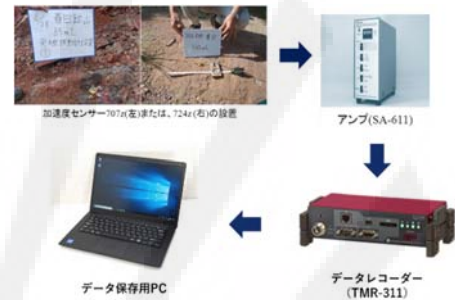 加速度センサー707z(左)または、724z(右)の設置
アンプ(SA-611)
データ保存用PC
データレコーダー
(TMR-311)